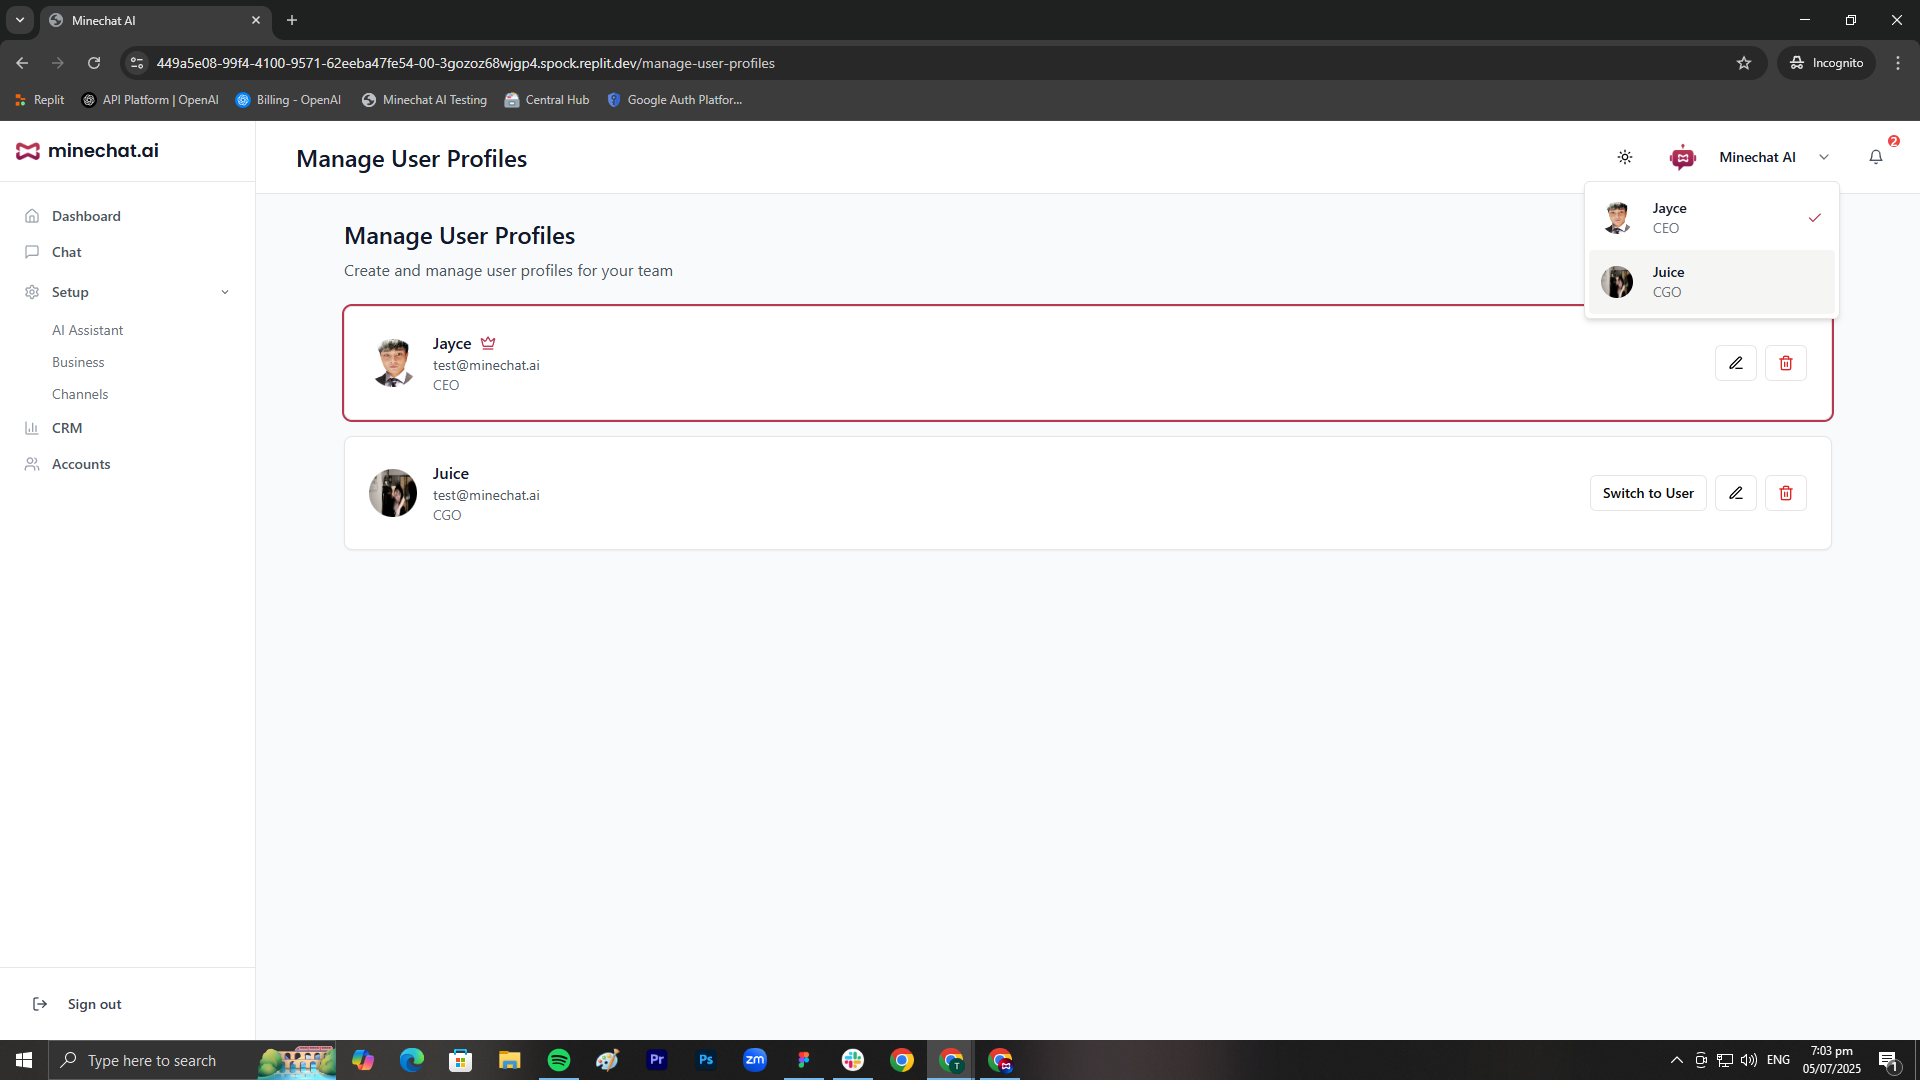 Minechat AI
449a5e08-99f4-4100-9571-62eeba47fe54-00-3gozoz68wjgp4.spock.replit.dev/manage-user-profiles
Incognito
Replit
API Platform | OpenAI
Billing - OpenAI
Minechat AI Testing
Central Hub
Google Auth Platfor...
minechat.ai
Manage User Profiles
Minechat AI
2
Dashboard
Chat
Setup
AI Assistant
Business
Channels
CRM
Accounts
Sign out
Jayce
CEO
Juice
CGO
Manage User Profiles
Create and manage user profiles for your team
Jayce
test@minechat.ai
CEO
Juice
test@minechat.ai
CGO
Switch to User
Type here to search
Pr
Ps
zm
T
ENG
7:03 pm
05/07/2025
1